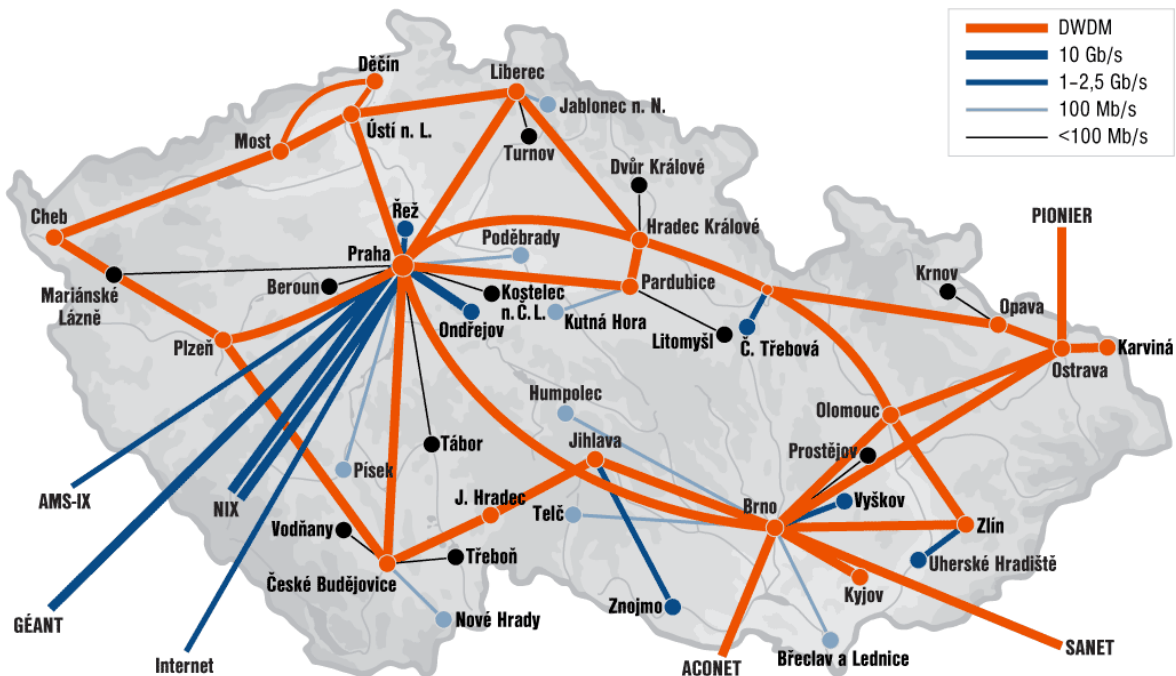 DWDM
10 Gb/s
1–2,5 Gb/s
100 Mb/s
<100 Mb/s
Děčín
Liberec
Jablonec n. N.
Ústí n. L.
Most
Turnov
Dvůr Králové
Cheb
Řež
Hradec Králové
PIONIER
Praha
Poděbrady
Krnov
Mariánské
Lázně
Beroun
Kostelec
n. Č. L.
Pardubice
Opava
Ondřejov
Kutná Hora
Litomyšl
Č. Třebová
Plzeň
Karviná
Ostrava
Humpolec
Olomouc
Tábor
Jihlava
Prostějov
Písek
AMS-IX
NIX
J. Hradec
Telč
Brno
Vyškov
Zlín
Vodňany
Třeboň
České Budějovice
Uherské Hradiště
Kyjov
Znojmo
GÉANT
Nové Hrady
Internet
ACONET
Břeclav a Lednice
SANET